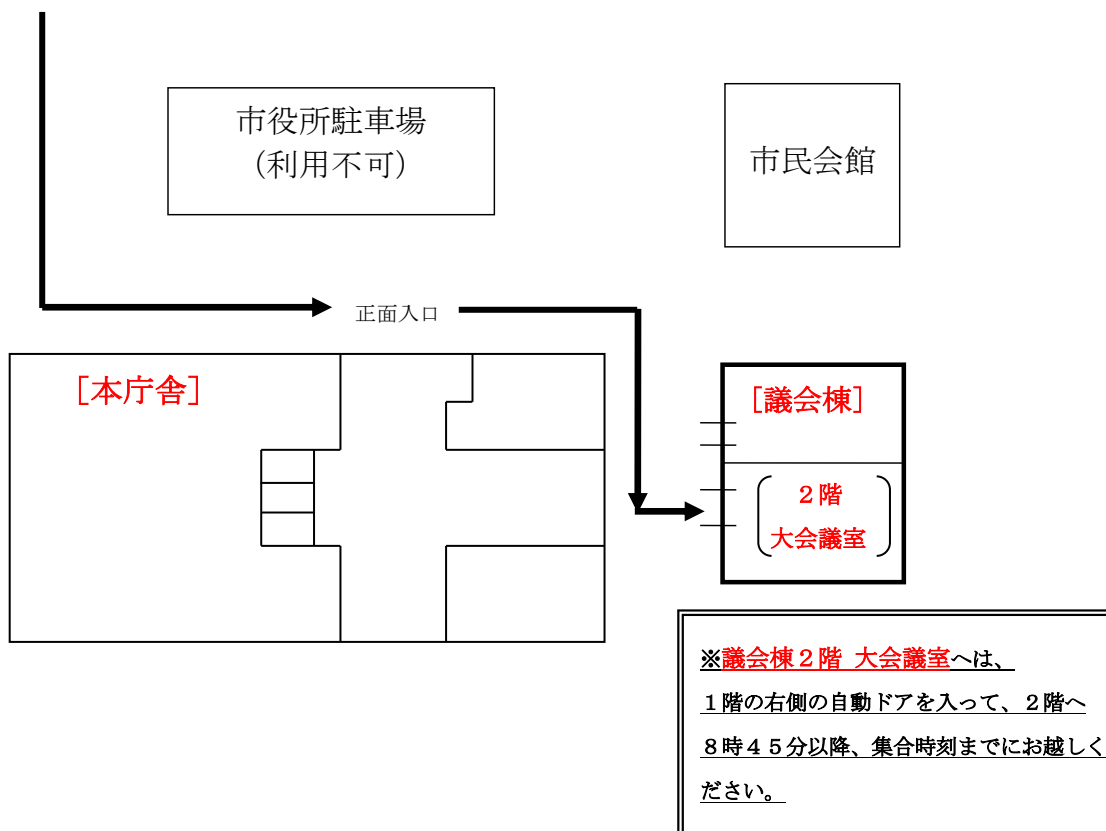 市役所駐車場
（利用不可）
市民会館
正面入口
［本庁舎］
［議会棟］
２階
大会議室
※議会棟２階 大会議室へは、
１階の右側の自動ドアを入って、２階へ
８時４５分以降、集合時刻までにお越しく
ださい。